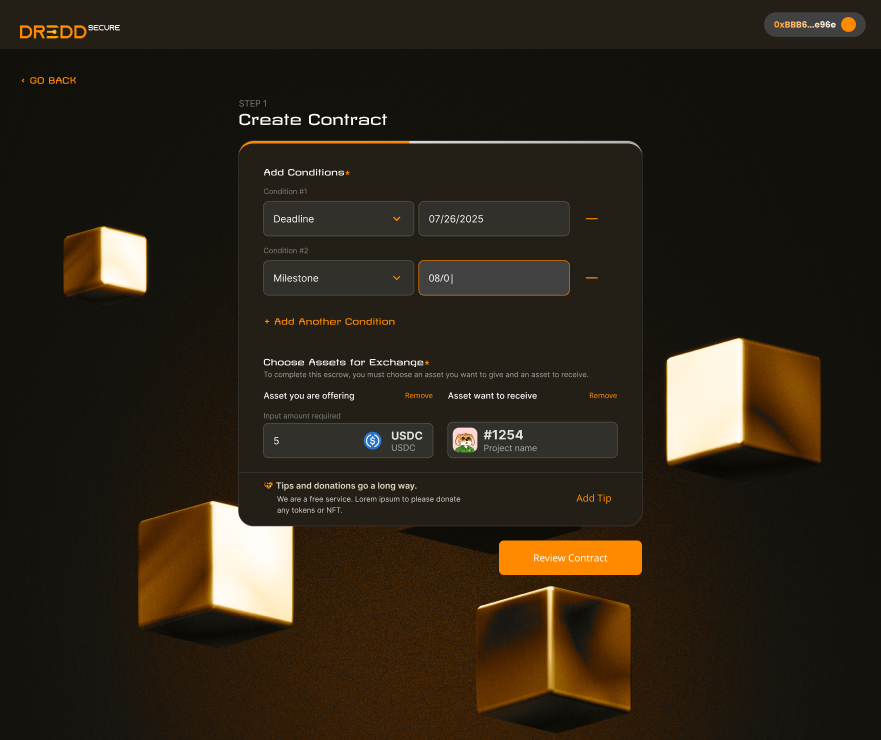 DREDD SECURE
0xBBB6...e96e
‹ GO BACK
STEP 1
Create Contract
Add Conditions*
Condition #1
Deadline
07/26/2025
Condition #2
Milestone
08/0
+ Add Another Condition
Choose Assets for Exchange*
To complete this escrow, you must choose an asset you want to give and an asset to receive.
Asset you are offering
Remove
Asset want to receive
Remove
Input amount required
5
USDC
USDC
#1254
Project name
Tips and donations go a long way.
We are a free service. Lorem ipsum to please donate
any tokens or NFT.
Add Tip
Review Contract